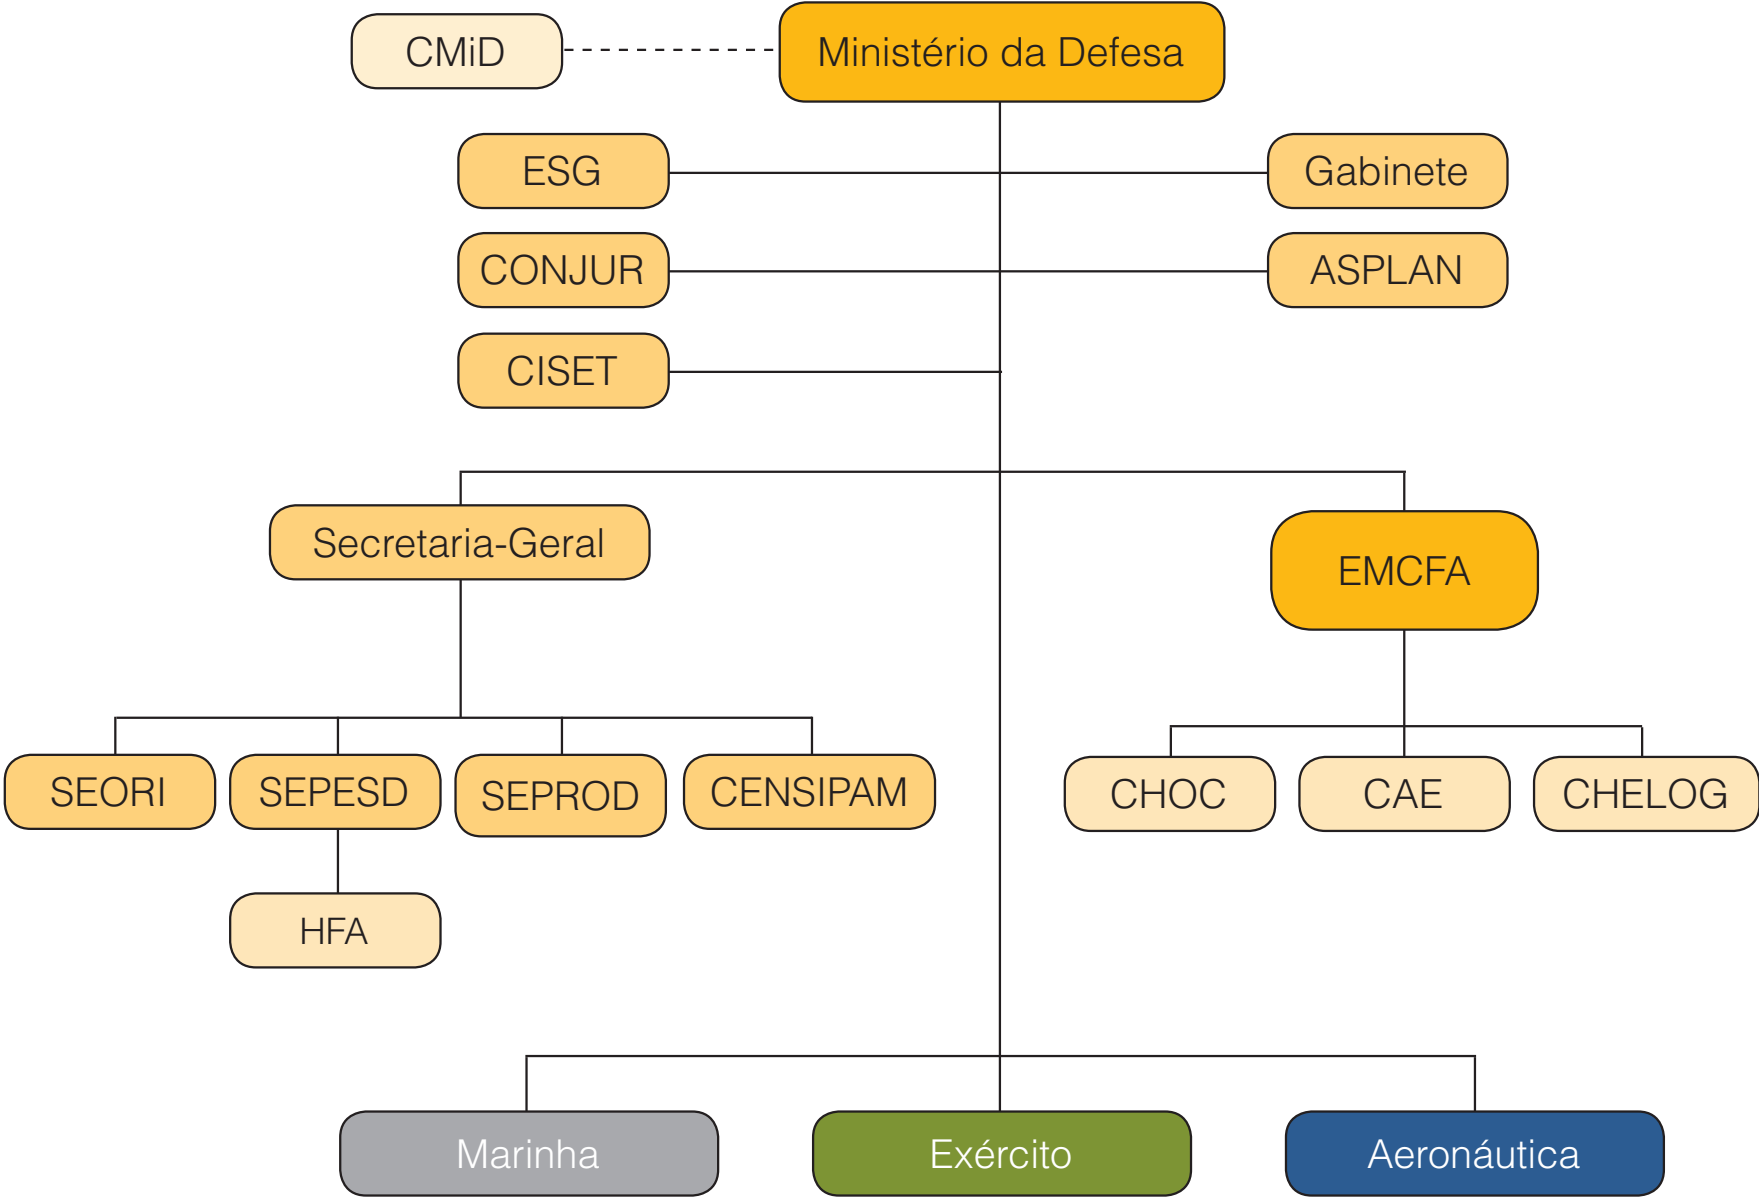 CMiD
Ministério da Defesa
ESG
Gabinete
CONJUR
ASPLAN
CISET
Secretaria-Geral
EMCFA
SEORI
SEPESD
SEPROD
CENSIPAM
CHOC
CAE
CHELOG
HFA
Marinha
Exército
Aeronáutica